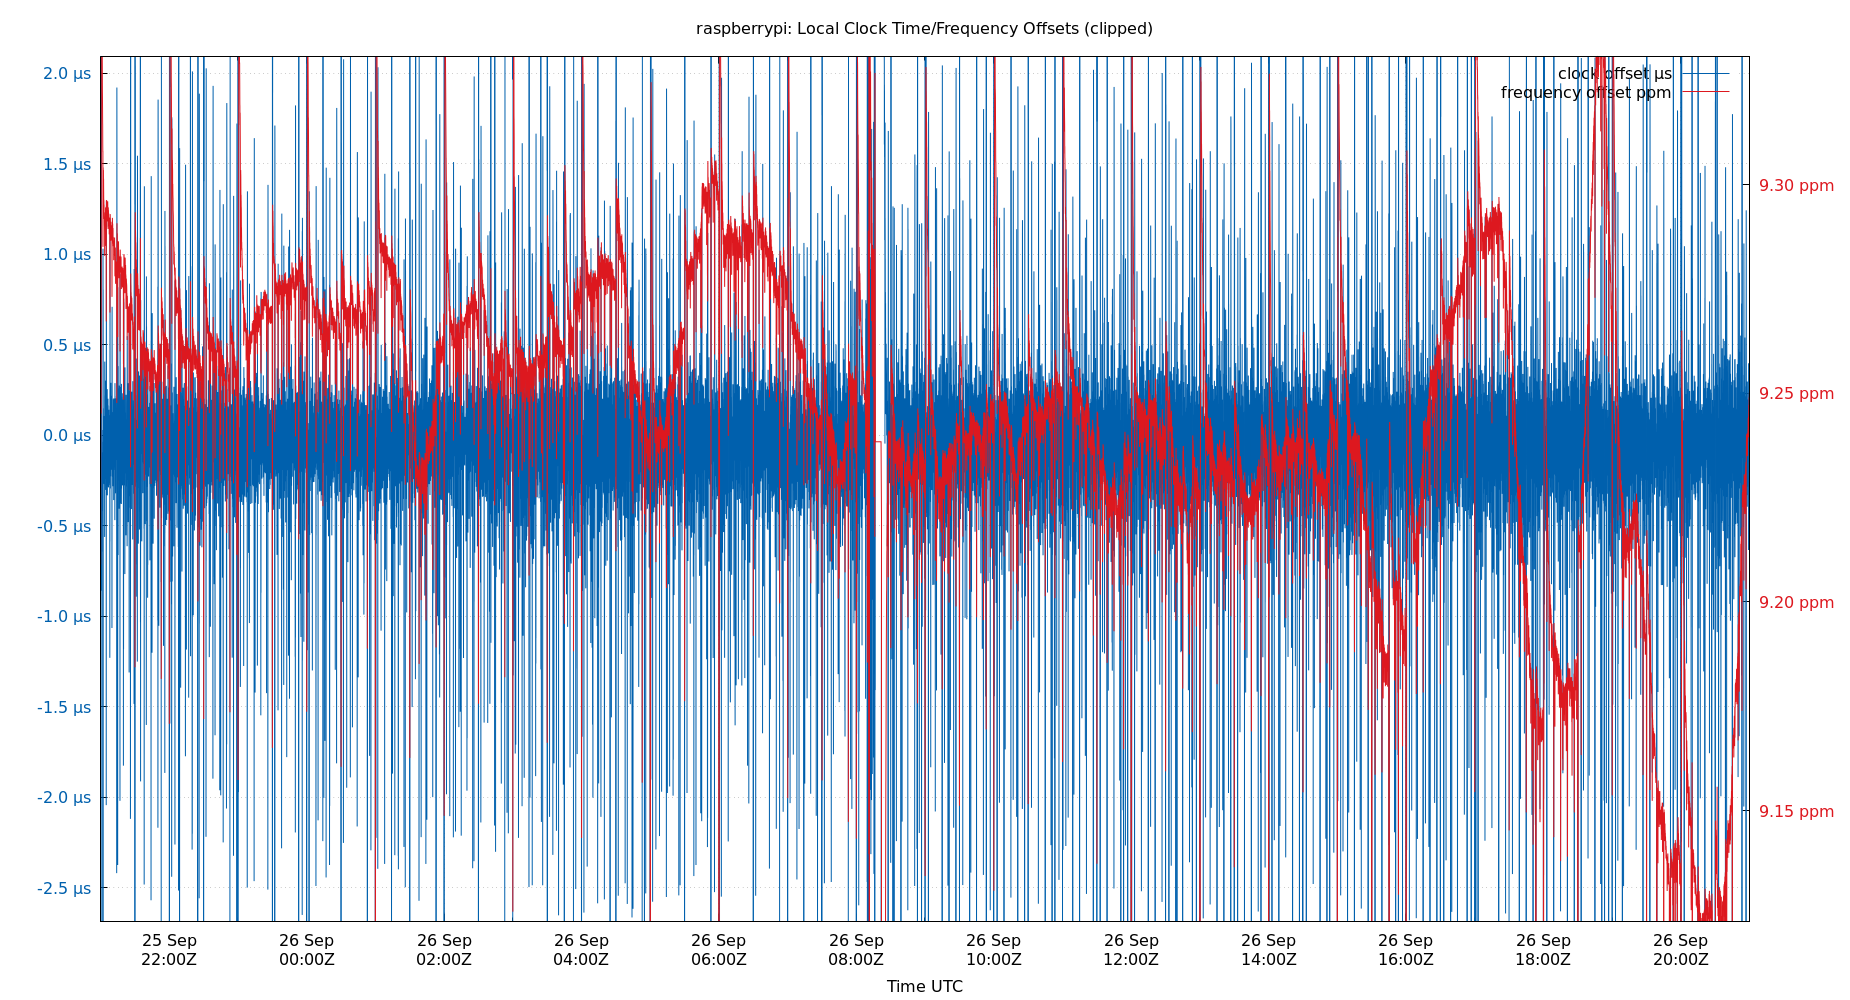 raspberrypi: Local Clock Time/Frequency Offsets (clipped)
clock offset µs
frequency offset ppm
2.0 µs
1.5 µs
1.0 µs
0.5 µs
0.0 µs
-0.5 µs
-1.0 µs
-1.5 µs
-2.0 µs
-2.5 µs
9.30 ppm
9.25 ppm
9.20 ppm
9.15 ppm
25 Sep 26 Sep 26 Sep 26 Sep 26 Sep 26 Sep 26 Sep 26 Sep 26 Sep 26 Sep 26 Sep 26 Sep
22:00Z 00:00Z 02:00Z 04:00Z 06:00Z 08:00Z 10:00Z 12:00Z 14:00Z 16:00Z 18:00Z 20:00Z
Time UTC